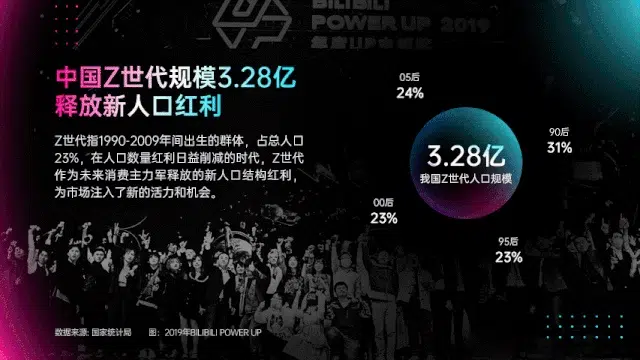 BILIBILI
POWER UP 2019
中国Z世代规模3.28亿
释放新人口红利
Z世代指1990-2009年间出生的群体，占总人口
23%，在人口数量红利日益削减的时代，Z世代
作为未来消费主力军释放的新人口结构红利，
为市场注入了新的活力和机会。
05后
24%
90后
31%
3.28亿
我国Z世代人口规模
00后
23%
95后
23%
数据来源: 国家统计局
图：2019年BILIBILI POWER UP